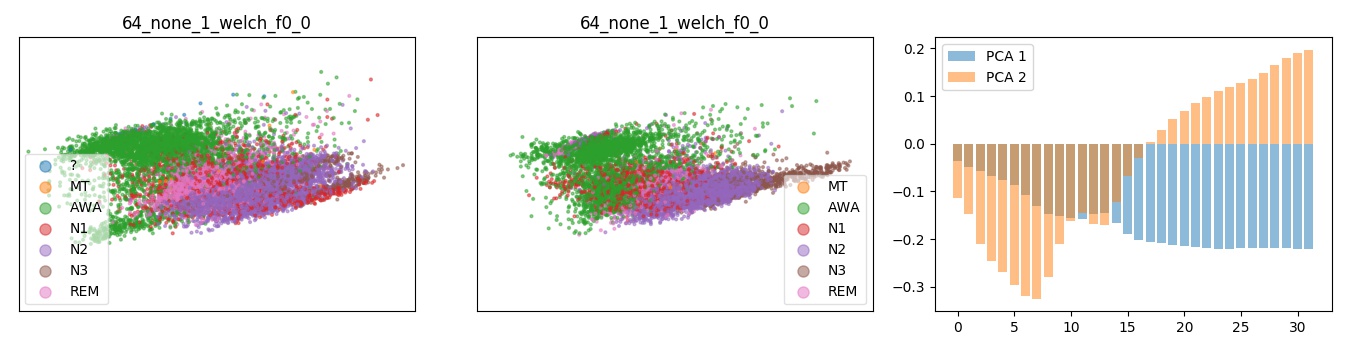 64_none_1_welch_f0_0
?
MT
AWA
N1
N2
N3
REM
64_none_1_welch_f0_0
MT
AWA
N1
N2
N3
REM
PCA 1
PCA 2
0.2
0.1
0.0
−0.1
−0.2
−0.3
0 5 10 15 20 25 30